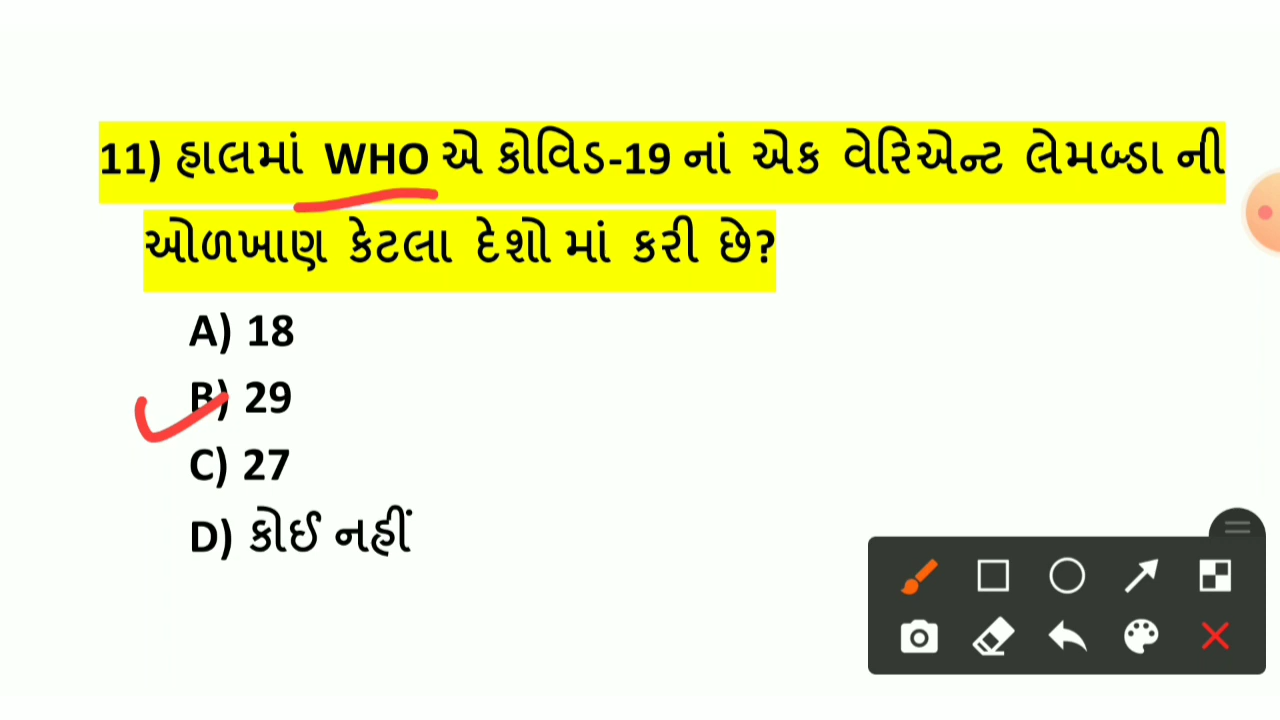 11) હાલમાં WHO એ કોવિડ-19 નાં એક વેરિએન્ટ લેમબ્ડા ની
ઓળખાણ કેટલા દેશો માં કરી છે?
A) 18
B) 29
C) 27
D) કોઈ નહીં